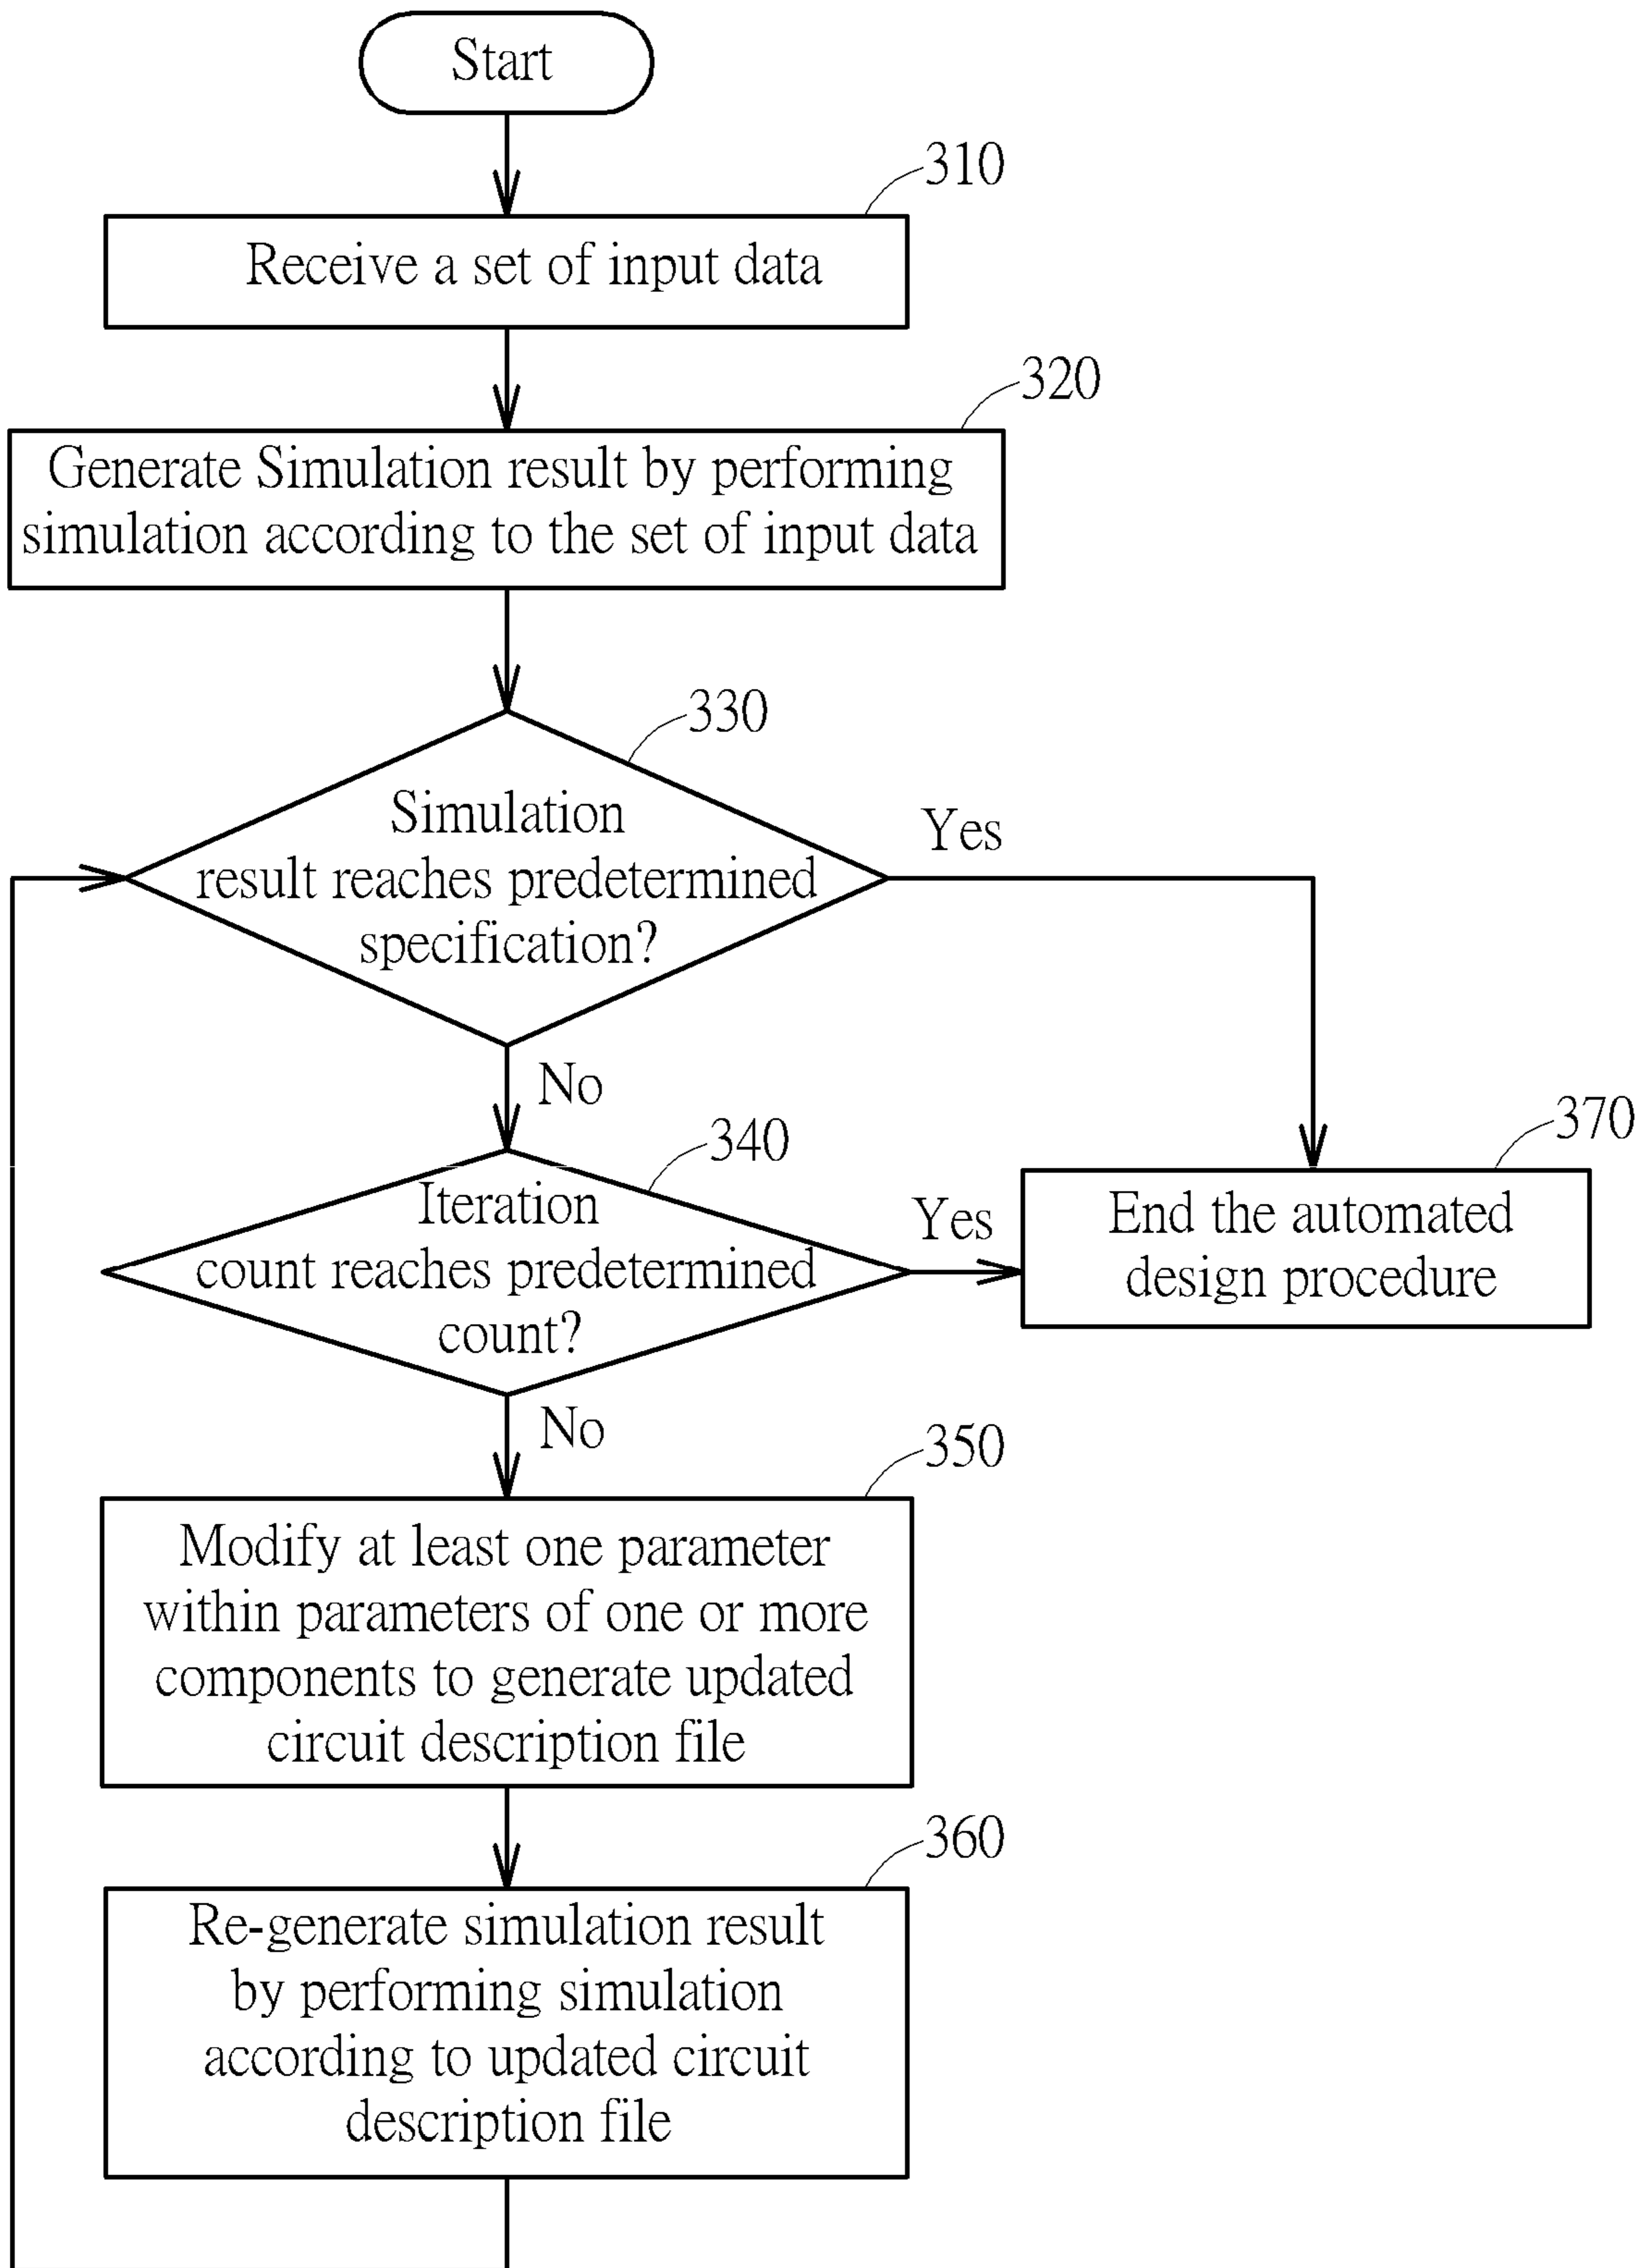 Start
310
Receive a set of input data
320
Generate Simulation result by performing
simulation according to the set of input data
330
Simulation
result reaches predetermined
specification?
Yes
No
340
Iteration
count reaches predetermined
count?
Yes
370
End the automated
design procedure
No
350
Modify at least one parameter
within parameters of one or more
components to generate updated
circuit description file
360
Re-generate simulation result
by performing simulation
according to updated circuit
description file